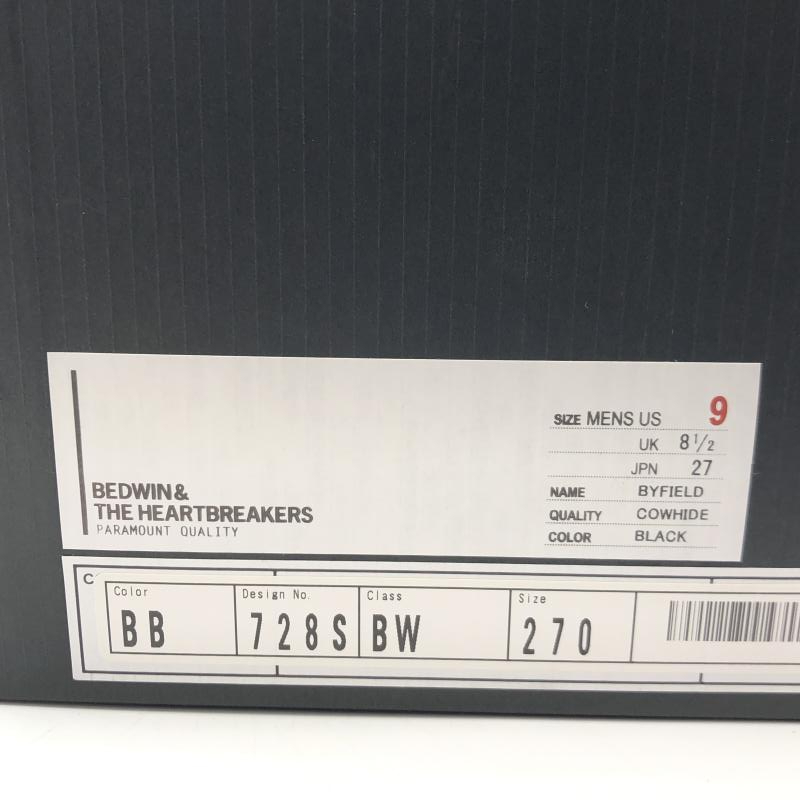 SIZE MENS US 9
UK 8 1/2
JPN 27
NAME BYFIELD
QUALITY COWHIDE
COLOR BLACK
BEDWIN &
THE HEARTBREAKERS
PARAMOUNT QUALITY
C
Color Design No. Class Size
BB 728S BW 270